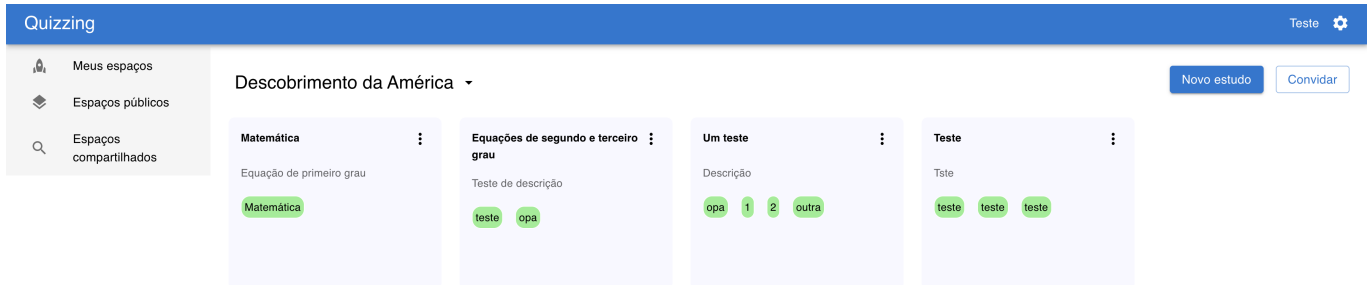 Quizzing
Teste
Meus espaços
Espaços públicos
Espaços
compartilhados
Descobrimento da América
Novo estudo
Convidar
Matemática
Equação de primeiro grau
Matemática
Equações de segundo e terceiro
grau
Teste de descrição
teste opa
Um teste
Descrição
opa 1 2 outra
Teste
Tste
teste teste teste